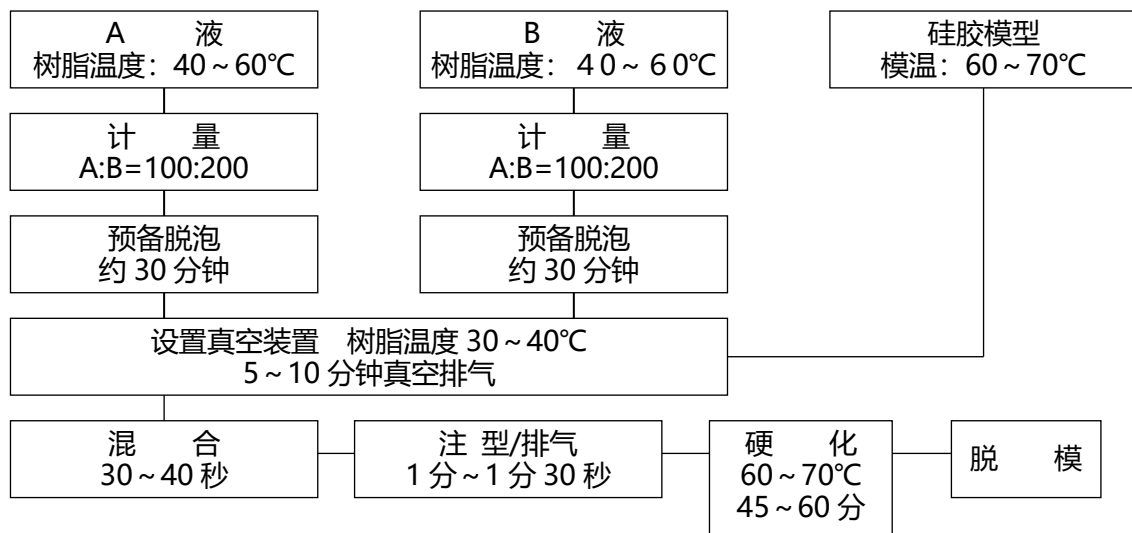 A 液
树脂温度：40～60℃
B 液
树脂温度：４０～６０℃
硅胶模型
模温：60～70℃
计 量
A:B=100:200
计 量
A:B=100:200
预备脱泡
约 30 分钟
预备脱泡
约 30 分钟
设置真空装置 树脂温度 30～40℃
5～10 分钟真空排气
混 合
30～40 秒
注 型/排气
1 分～1 分 30 秒
硬 化
60～70℃
45～60 分
脱 模